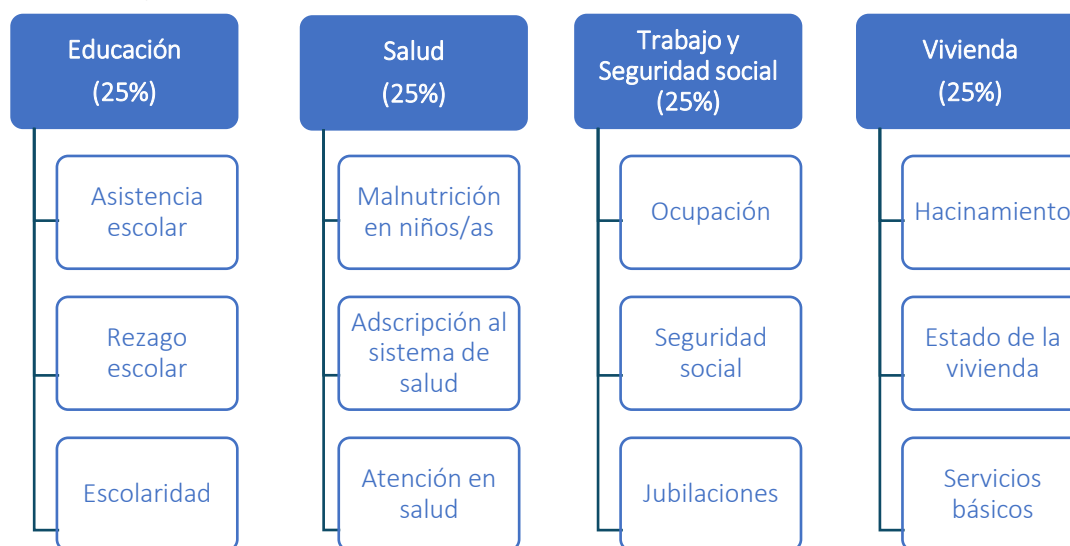 Educación
(25%)
Asistencia
escolar
Rezago
escolar
Escolaridad
Salud
(25%)
Malnutrición
en niños/as
Adscripción al
sistema de
salud
Atención en
salud
Trabajo y
Seguridad social
(25%)
Ocupación
Seguridad
social
Jubilaciones
Vivienda
(25%)
Hacinamiento
Estado de la
vivienda
Servicios
básicos